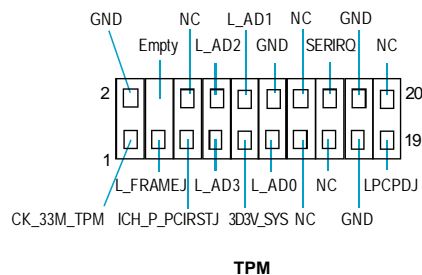 GND NC L_AD1 NC GND
Empty L_AD2 GND SERIRQ NC
2 20
1 19
L_FRAMEJ L_AD3 L_AD0 NC LPCPDJ
CK_33M_TPM ICH_P_PCIRSTJ 3D3V_SYS NC GND
TPM